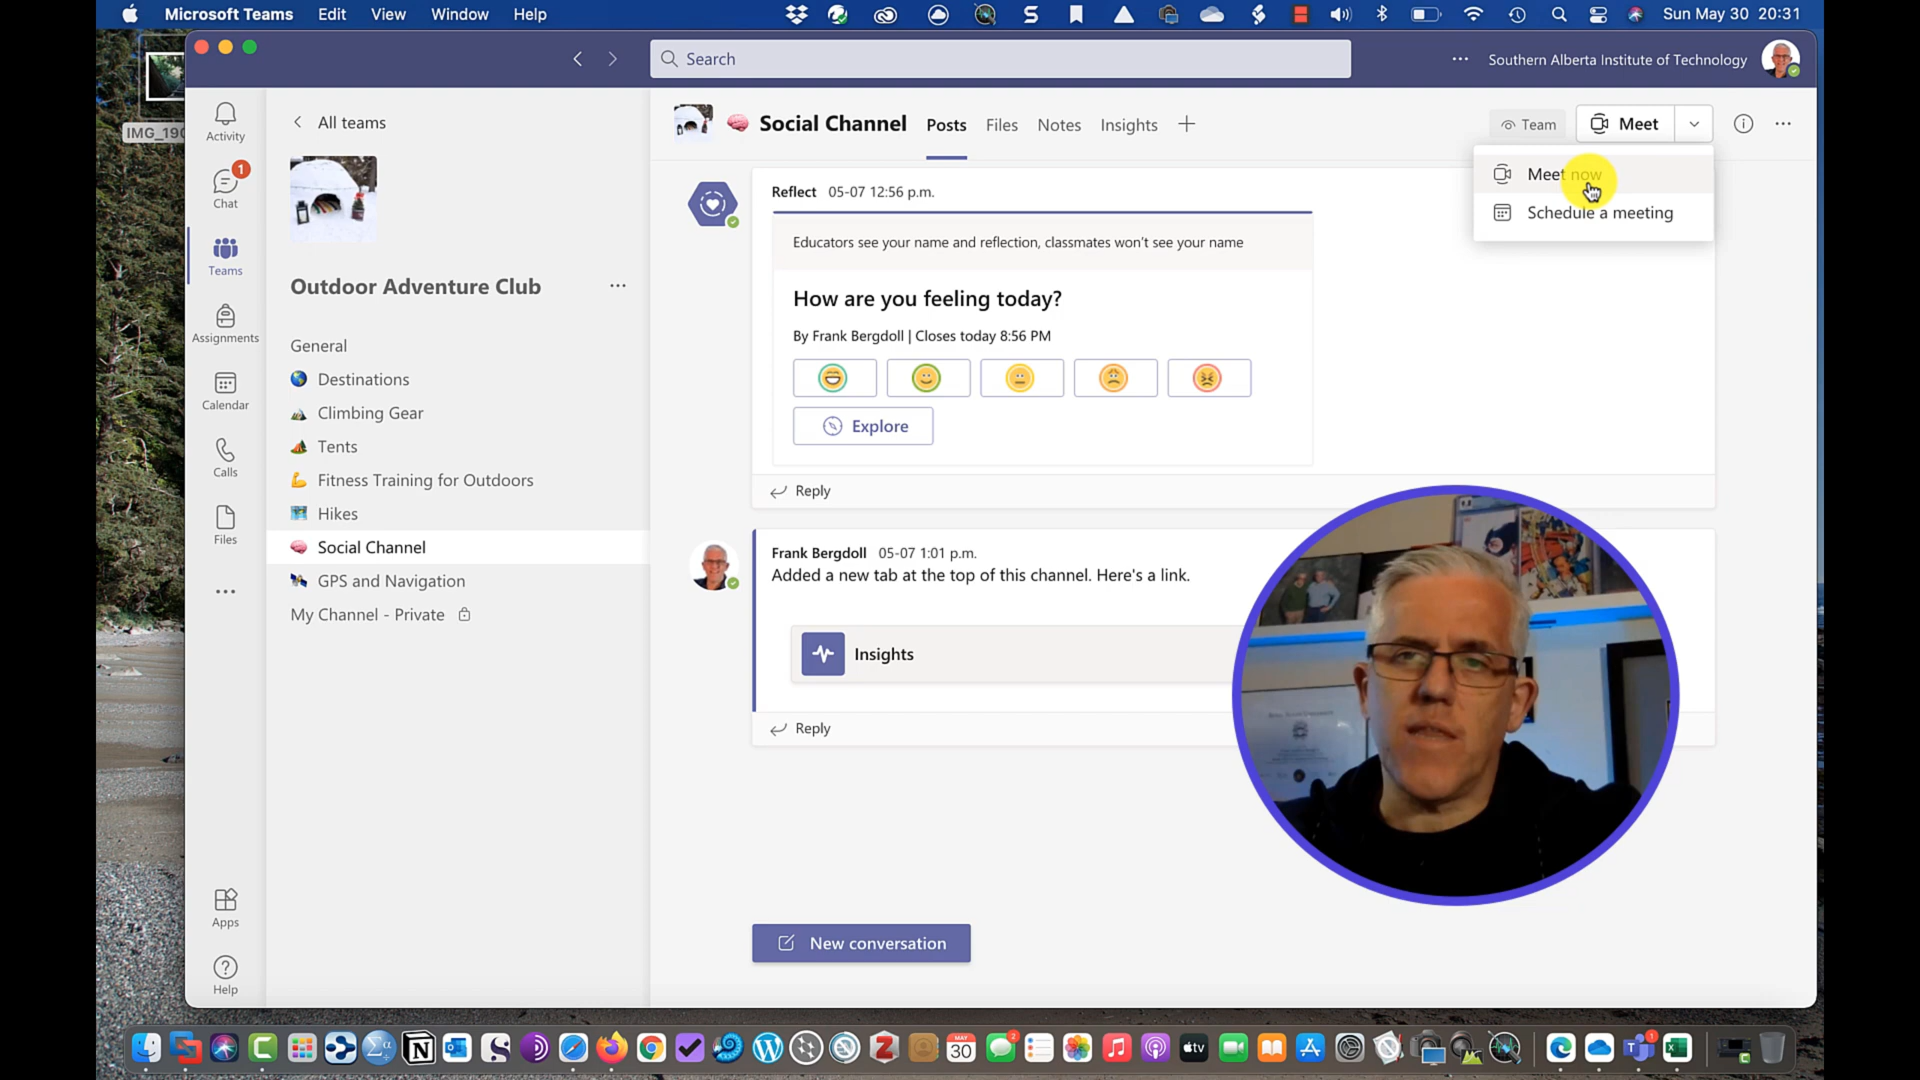 Microsoft Teams Edit View Window Help
Sun May 30 20:31
IMG_190
Search
Southern Alberta Institute of Technology
Activity
Chat
1
Teams
Assignments
Calendar
Calls
Files
Apps
Help
All teams
Outdoor Adventure Club
General
Destinations
Climbing Gear
Tents
Fitness Training for Outdoors
Hikes
Social Channel
GPS and Navigation
My Channel - Private
Social Channel Posts Files Notes Insights
Team
Meet
Meet now
Schedule a meeting
Reflect 05-07 12:56 p.m.
Educators see your name and reflection, classmates won't see your name
How are you feeling today?
By Frank Bergdoll | Closes today 8:56 PM
Explore
Reply
Frank Bergdoll 05-07 1:01 p.m.
Added a new tab at the top of this channel. Here's a link.
Insights
Reply
New conversation
MAY
30
2
tv
1